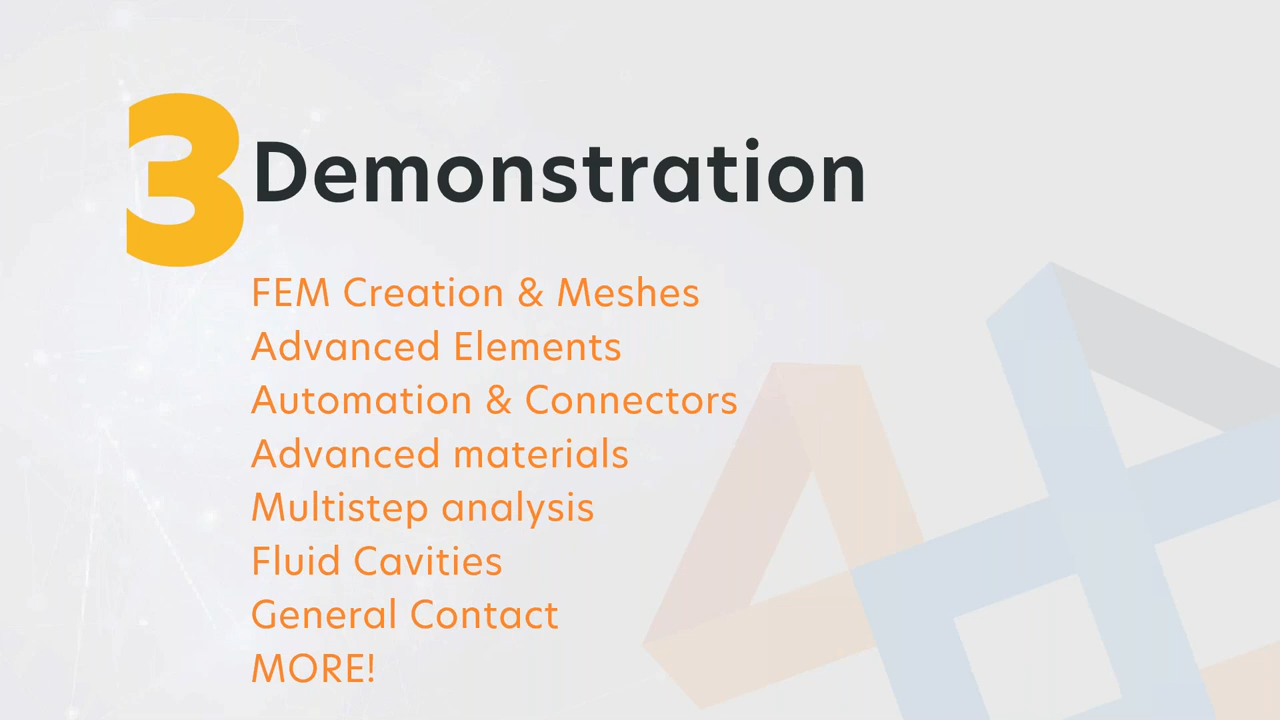 3 Demonstration
FEM Creation & Meshes
Advanced Elements
Automation & Connectors
Advanced materials
Multistep analysis
Fluid Cavities
General Contact
MORE!